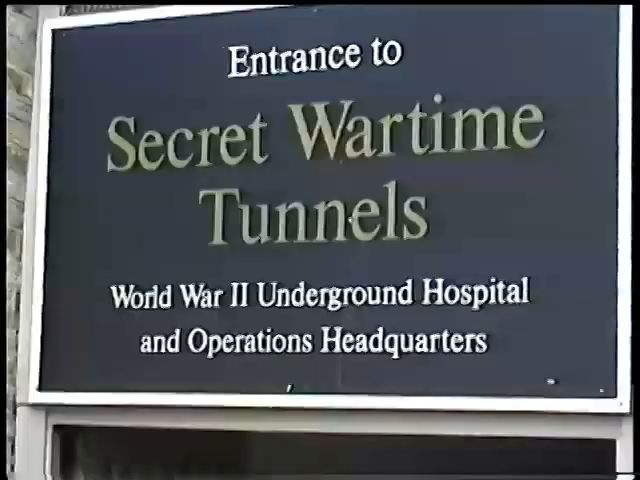 Entrance to
Secret Wartime
Tunnels
World War II Underground Hospital
and Operations Headquarters